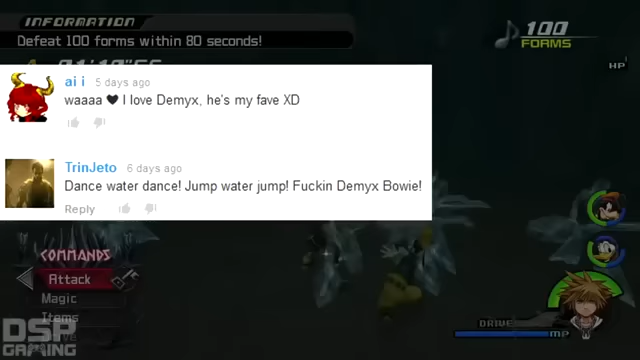 INFORMATION
Defeat 100 forms within 80 seconds!
100
FORMS
HP
ai i 5 days ago
waaaa ❤ I love Demyx, he's my fave XD
TrinJeto 6 days ago
Dance water dance! Jump water jump! Fuckin Demyx Bowie!
Reply
COMMANDS
Attack
Magic
Items
DRIVE
MP
DSP
GAMING